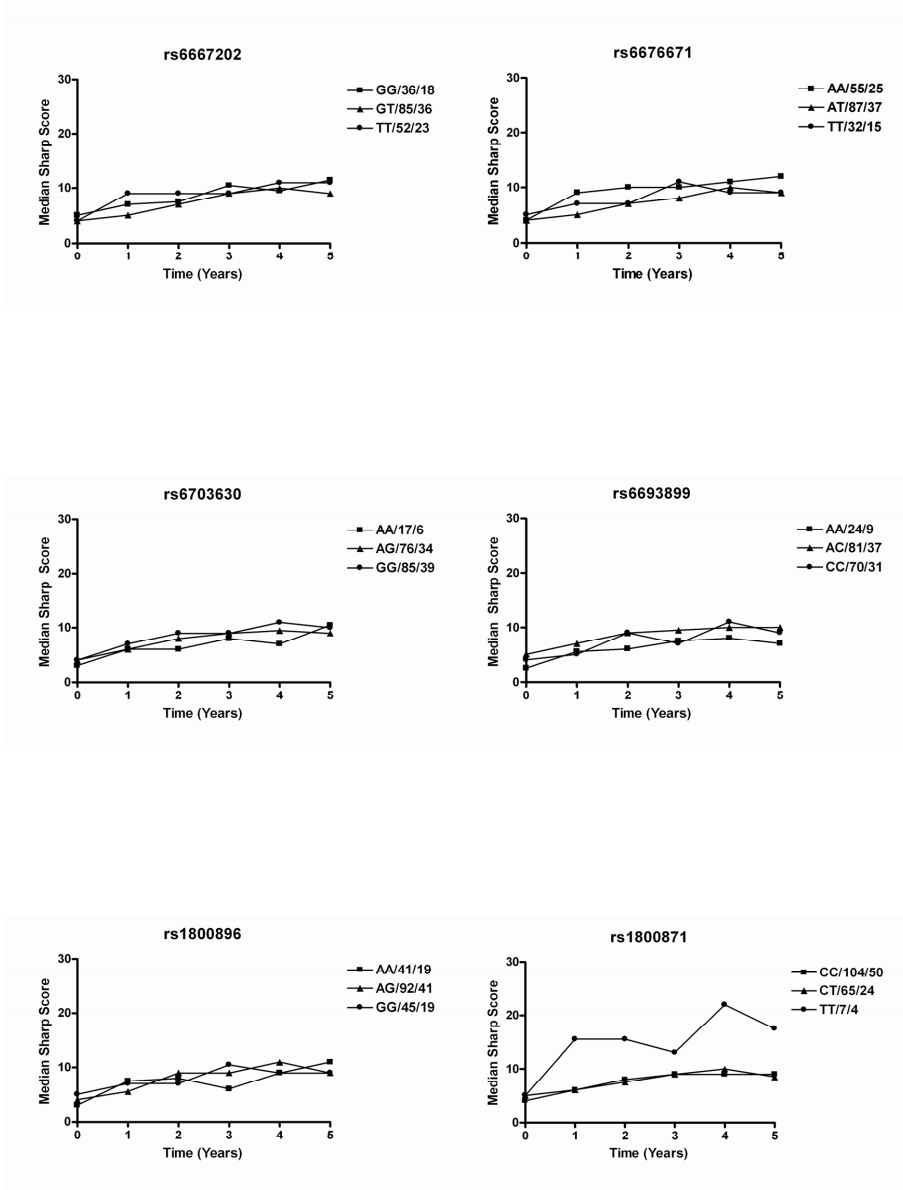 rs6667202
30
20
10
0
Median Sharp Score
0 1 2 3 4 5
Time (Years)
GG/36/18
GT/85/36
TT/52/23
rs6676671
30
20
10
0
Median Sharp Score
0 1 2 3 4 5
Time (Years)
AA/55/25
AT/87/37
TT/32/15
rs6703630
30
20
10
0
Median Sharp Score
0 1 2 3 4 5
Time (Years)
AA/17/6
AG/76/34
GG/85/39
rs6693899
30
20
10
0
Median Sharp Score
0 1 2 3 4 5
Time (Years)
AA/24/9
AC/81/37
CC/70/31
rs1800896
30
20
10
0
Median Sharp Score
0 1 2 3 4 5
Time (Years)
AA/41/19
AG/92/41
GG/45/19
rs1800871
30
20
10
0
Median Sharp Score
0 1 2 3 4 5
Time (Years)
CC/104/50
CT/65/24
TT/7/4